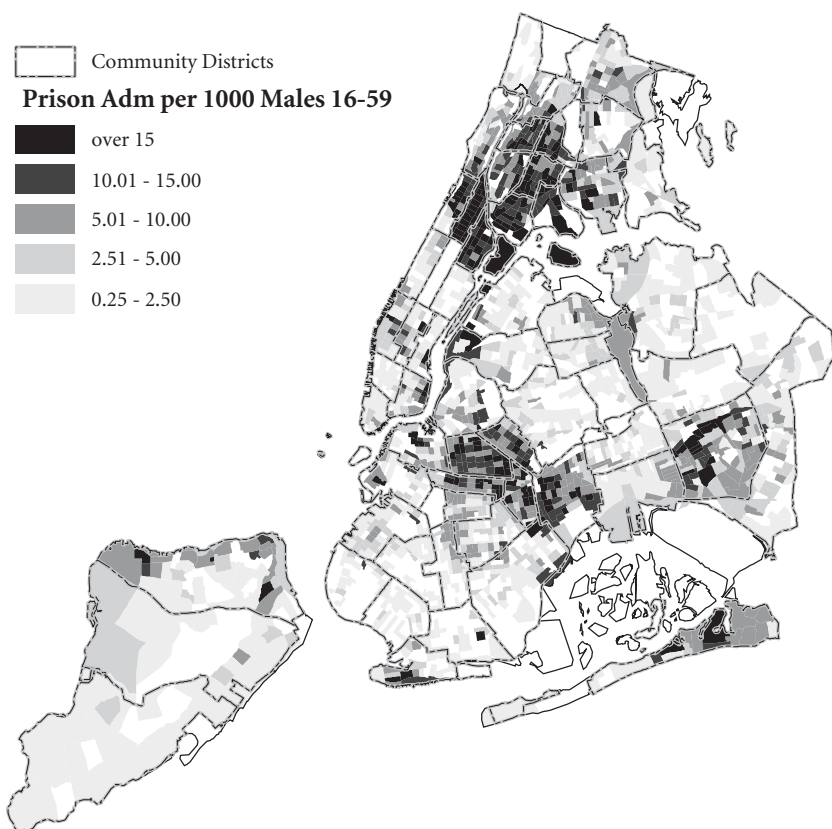 Community Districts
Prison Adm per 1000 Males 16-59
over 15
10.01 - 15.00
5.01 - 10.00
2.51 - 5.00
0.25 - 2.50